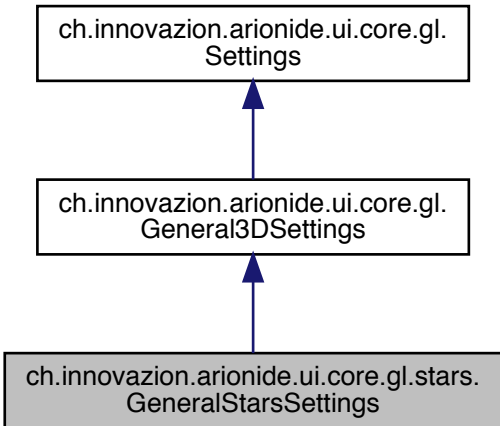 ch.innovazion.arionide.ui.core.gl.
Settings
ch.innovazion.arionide.ui.core.gl.
General3DSettings
ch.innovazion.arionide.ui.core.gl.stars.
GeneralStarsSettings